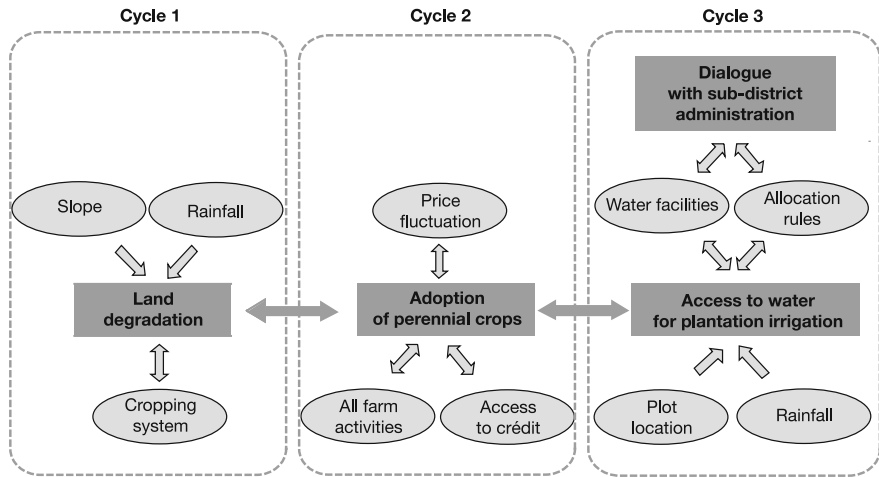 Cycle 1
Cycle 2
Cycle 3
Dialogue
with sub-district
administration
Slope
Rainfall
Price
fluctuation
Water facilities
Allocation
rules
Land
degradation
Adoption
of perennial crops
Access to water
for plantation irrigation
Cropping
system
All farm
activities
Access
to crédit
Plot
location
Rainfall